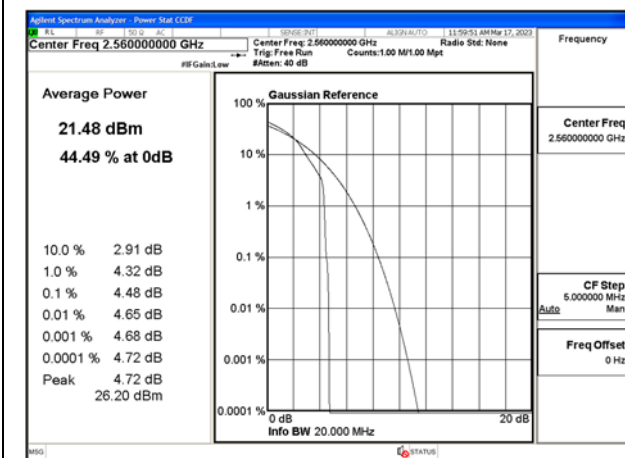 Agilent Spectrum Analyzer - Power Stat CCDF
RL RF 50 Ω AC SENSE:INT ALIGN AUTO 11:59:51 AM Mar 17, 2023
Center Freq 2.560000000 GHz
Center Freq: 2.560000000 GHz Radio Std: None
Trig: Free Run Counts:1.00 M/1.00 Mpt
#IFGain:Low #Atten: 40 dB
Frequency
Average Power
21.48 dBm
44.49 % at 0dB
10.0 % 2.91 dB
1.0 % 4.32 dB
0.1 % 4.48 dB
0.01 % 4.65 dB
0.001 % 4.68 dB
0.0001 % 4.72 dB
Peak 4.72 dB
26.20 dBm
Gaussian Reference
100 %
10 %
1 %
0.1 %
0.01 %
0.001 %
0.0001 %
0 dB 20 dB
Info BW 20.000 MHz
Center Freq
2.560000000 GHz
CF Step
5.000000 MHz
Auto Man
Freq Offset
0 Hz
MSG STATUS